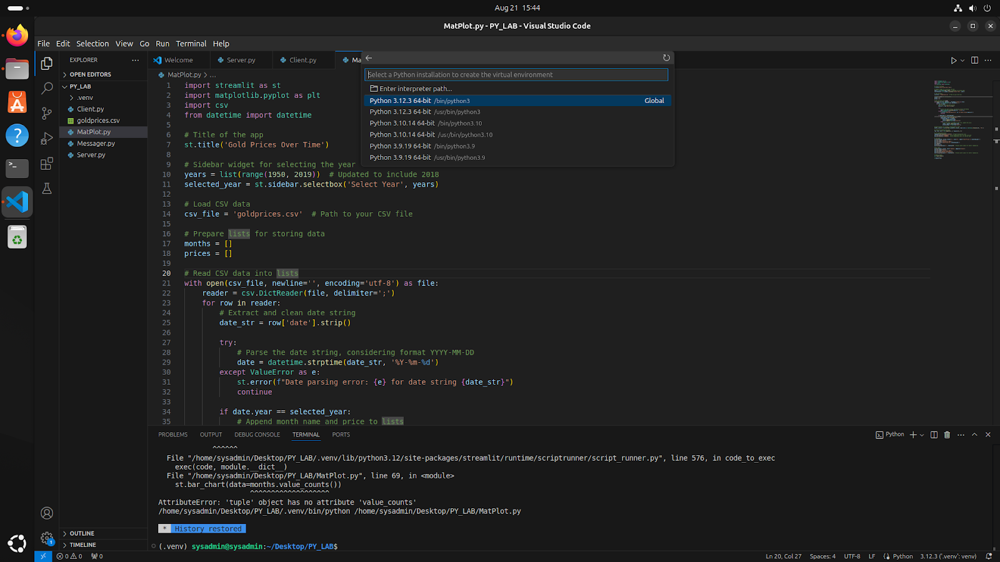 Aug 21 15:44
MatPlot.py - PY_LAB - Visual Studio Code
File Edit Selection View Go Run Terminal Help
EXPLORER
OPEN EDITORS
PY_LAB
.venv
Client.py
goldprices.csv
MatPlot.py
Messager.py
Server.py
OUTLINE
TIMELINE
Welcome Server.py Client.py Ma
MatPlot.py > ...
Select a Python installation to create the virtual environment
Enter interpreter path...
Python 3.12.3 64-bit /bin/python3 Global
Python 3.12.3 64-bit /usr/bin/python3
Python 3.10.14 64-bit /bin/python3.10
Python 3.10.14 64-bit /usr/bin/python3.10
Python 3.9.19 64-bit /bin/python3.9
Python 3.9.19 64-bit /usr/bin/python3.9
1 import streamlit as st
2 import matplotlib.pyplot as plt
3 import csv
4 from datetime import datetime
5
6 # Title of the app
7 st.title('Gold Prices Over Time')
8
9 # Sidebar widget for selecting the year
10 years = list(range(1950, 2019)) # Updated to include 2018
11 selected_year = st.sidebar.selectbox('Select Year', years)
12
13 # Load CSV data
14 csv_file = 'goldprices.csv' # Path to your CSV file
15
16 # Prepare lists for storing data
17 months = []
18 prices = []
19
20 # Read CSV data into lists
21 with open(csv_file, newline='', encoding='utf-8') as file:
22 reader = csv.DictReader(file, delimiter=';')
23 for row in reader:
24 # Extract and clean date string
25 date_str = row['date'].strip()
26
27 try:
28 # Parse the date string, considering format YYYY-MM-DD
29 date = datetime.strptime(date_str, '%Y-%m-%d')
30 except ValueError as e:
31 st.error(f"Date parsing error: {e} for date string {date_str}")
32 continue
33
34 if date.year == selected_year:
35 # Append month name and price to lists
PROBLEMS OUTPUT DEBUG CONSOLE TERMINAL PORTS
Python
^^^^^^
File "/home/sysadmin/Desktop/PY_LAB/.venv/lib/python3.12/site-packages/streamlit/runtime/scriptrunner/script_runner.py", line 576, in code_to_exec
exec(code, module.__dict__)
File "/home/sysadmin/Desktop/PY_LAB/MatPlot.py", line 69, in <module>
st.bar_chart(data=months.value_counts())
^^^^^^^^^^^^^^^^^^^
AttributeError: 'tuple' object has no attribute 'value_counts'
/home/sysadmin/Desktop/PY_LAB/.venv/bin/python /home/sysadmin/Desktop/PY_LAB/MatPlot.py
* History restored
(.venv) sysadmin@sysadmin:~/Desktop/PY_LAB$
1
0 0 0 Ln 20, Col 27 Spaces: 4 UTF-8 LF Python 3.12.3 ('.venv': venv)